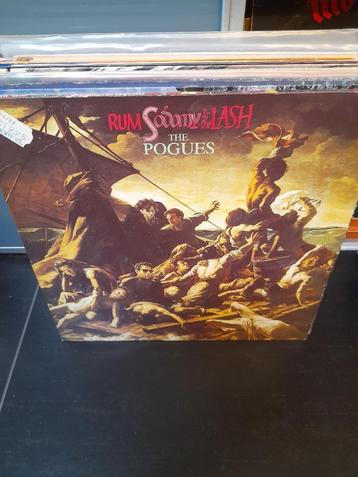 RUM Sodomy & the LASH
THE
POGUES